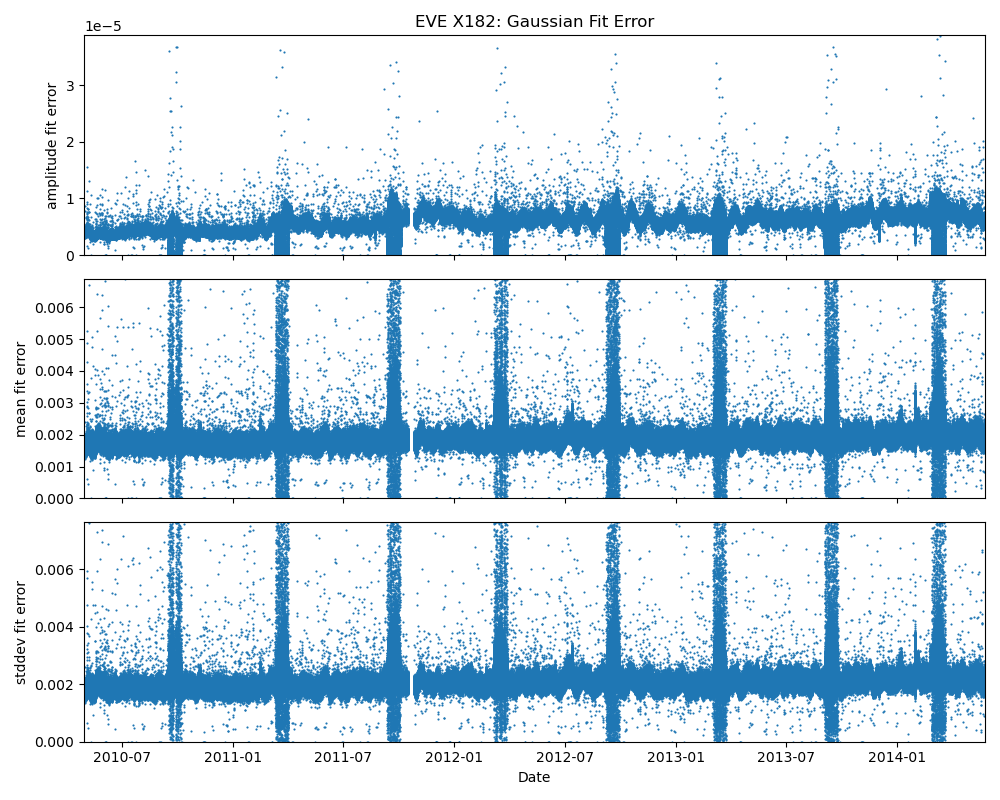 EVE X182: Gaussian Fit Error
1e−5
3
2
1
0
amplitude fit error
0.006
0.005
0.004
0.003
0.002
0.001
0.000
mean fit error
0.006
0.004
0.002
0.000
stddev fit error
2010-07 2011-01 2011-07 2012-01 2012-07 2013-01 2013-07 2014-01
Date